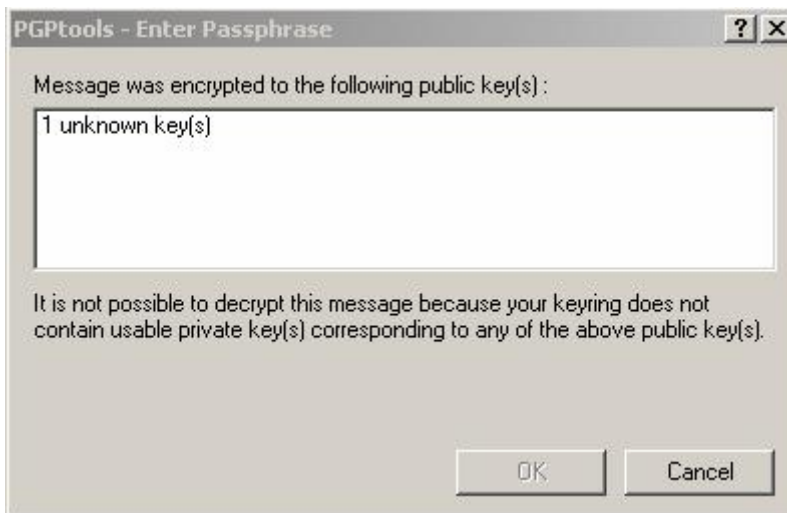 PGPtools - Enter Passphrase
Message was encrypted to the following public key(s) :
1 unknown key(s)
It is not possible to decrypt this message because your keyring does not
contain usable private key(s) corresponding to any of the above public key(s).
OK
Cancel